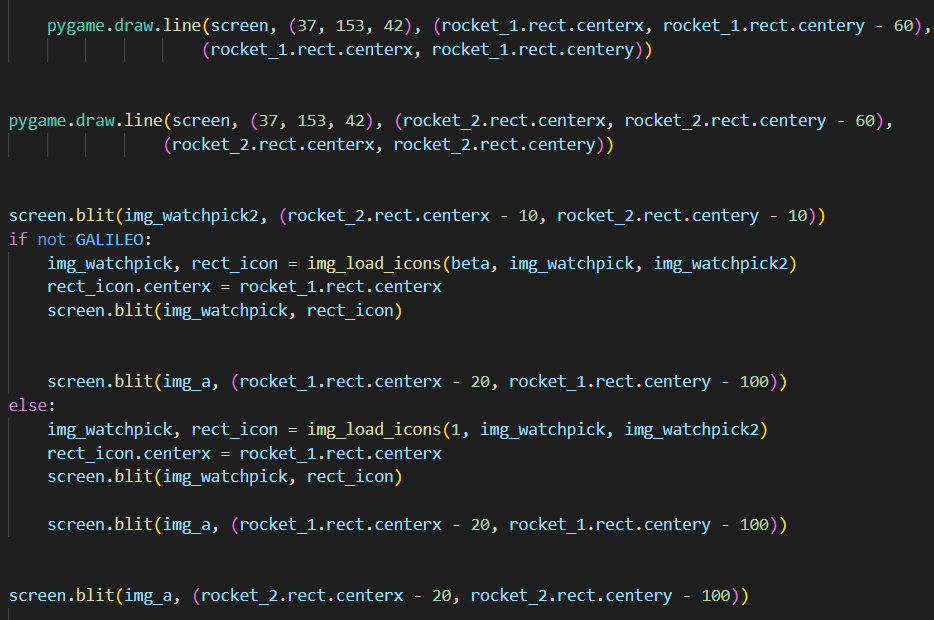 pygame.draw.line(screen, (37, 153, 42), (rocket_1.rect.centerx, rocket_1.rect.centery - 60),
(rocket_1.rect.centerx, rocket_1.rect.centery))
pygame.draw.line(screen, (37, 153, 42), (rocket_2.rect.centerx, rocket_2.rect.centery - 60),
(rocket_2.rect.centerx, rocket_2.rect.centery))
screen.blit(img_watchpick2, (rocket_2.rect.centerx - 10, rocket_2.rect.centery - 10))
if not GALILEO:
    img_watchpick, rect_icon = img_load_icons(beta, img_watchpick, img_watchpick2)
    rect_icon.centerx = rocket_1.rect.centerx
    screen.blit(img_watchpick, rect_icon)
    screen.blit(img_a, (rocket_1.rect.centerx - 20, rocket_1.rect.centery - 100))
else:
    img_watchpick, rect_icon = img_load_icons(1, img_watchpick, img_watchpick2)
    rect_icon.centerx = rocket_1.rect.centerx
    screen.blit(img_watchpick, rect_icon)
    screen.blit(img_a, (rocket_1.rect.centerx - 20, rocket_1.rect.centery - 100))
screen.blit(img_a, (rocket_2.rect.centerx - 20, rocket_2.rect.centery - 100))